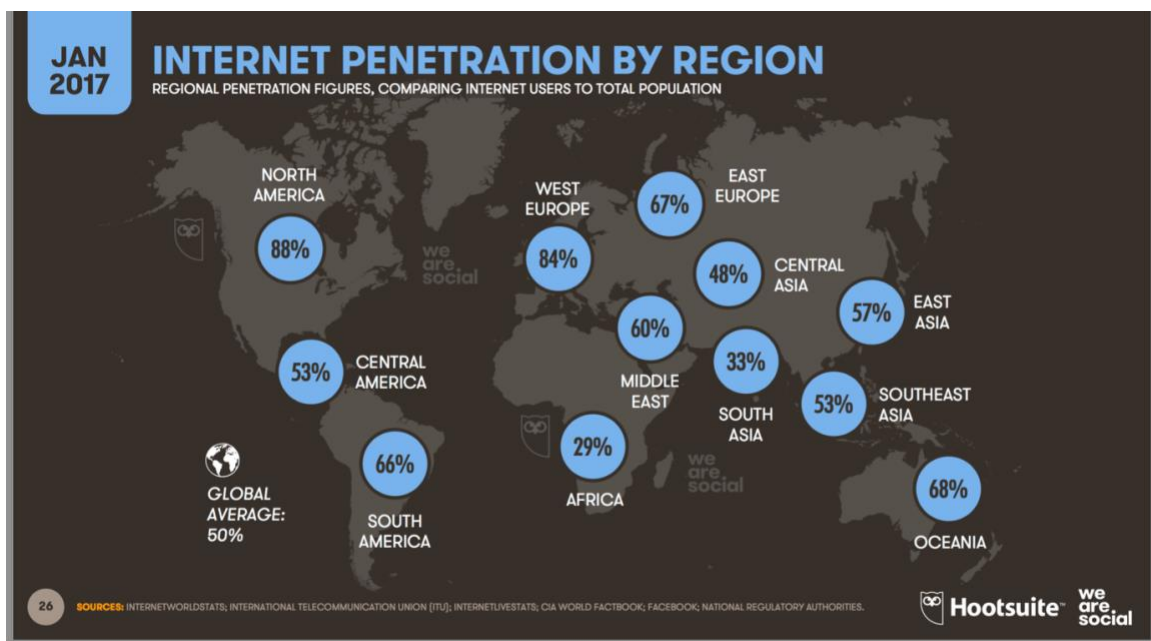 JAN
2017
INTERNET PENETRATION BY REGION
REGIONAL PENETRATION FIGURES, COMPARING INTERNET USERS TO TOTAL POPULATION
NORTH
AMERICA
88%
we
are
social
WEST
EUROPE
84%
67%
EAST
EUROPE
48%
CENTRAL
ASIA
57%
EAST
ASIA
53%
CENTRAL
AMERICA
60%
MIDDLE
EAST
33%
SOUTH
ASIA
53%
SOUTHEAST
ASIA
66%
SOUTH
AMERICA
29%
AFRICA
we
are
social
68%
OCEANIA
GLOBAL
AVERAGE:
50%
26
SOURCES: INTERNETWORLDSTATS; INTERNATIONAL TELECOMMUNICATION UNION (ITU); INTERNETLIVESTATS; CIA WORLD FACTBOOK; FACEBOOK; NATIONAL REGULATORY AUTHORITIES.
Hootsuite™
we
are
social